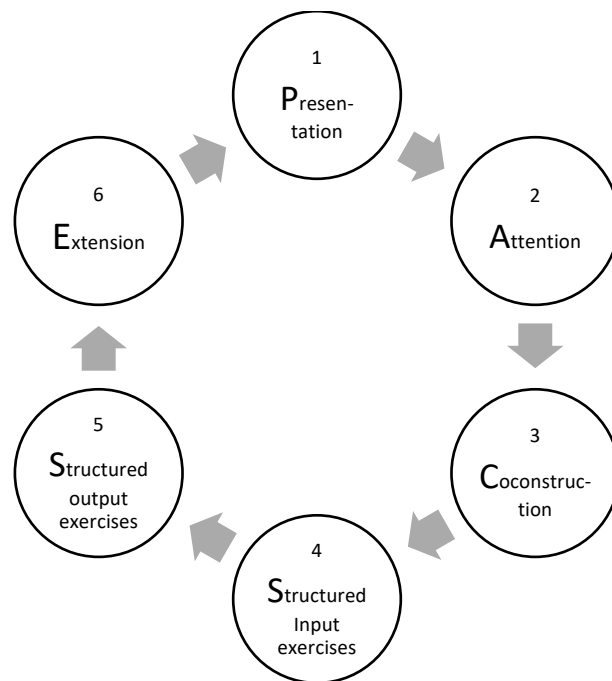 1
Presen-
tation
2
Attention
3
Coconstruc-
tion
4
Structured
Input
exercises
5
Structured
output
exercises
6
Extension